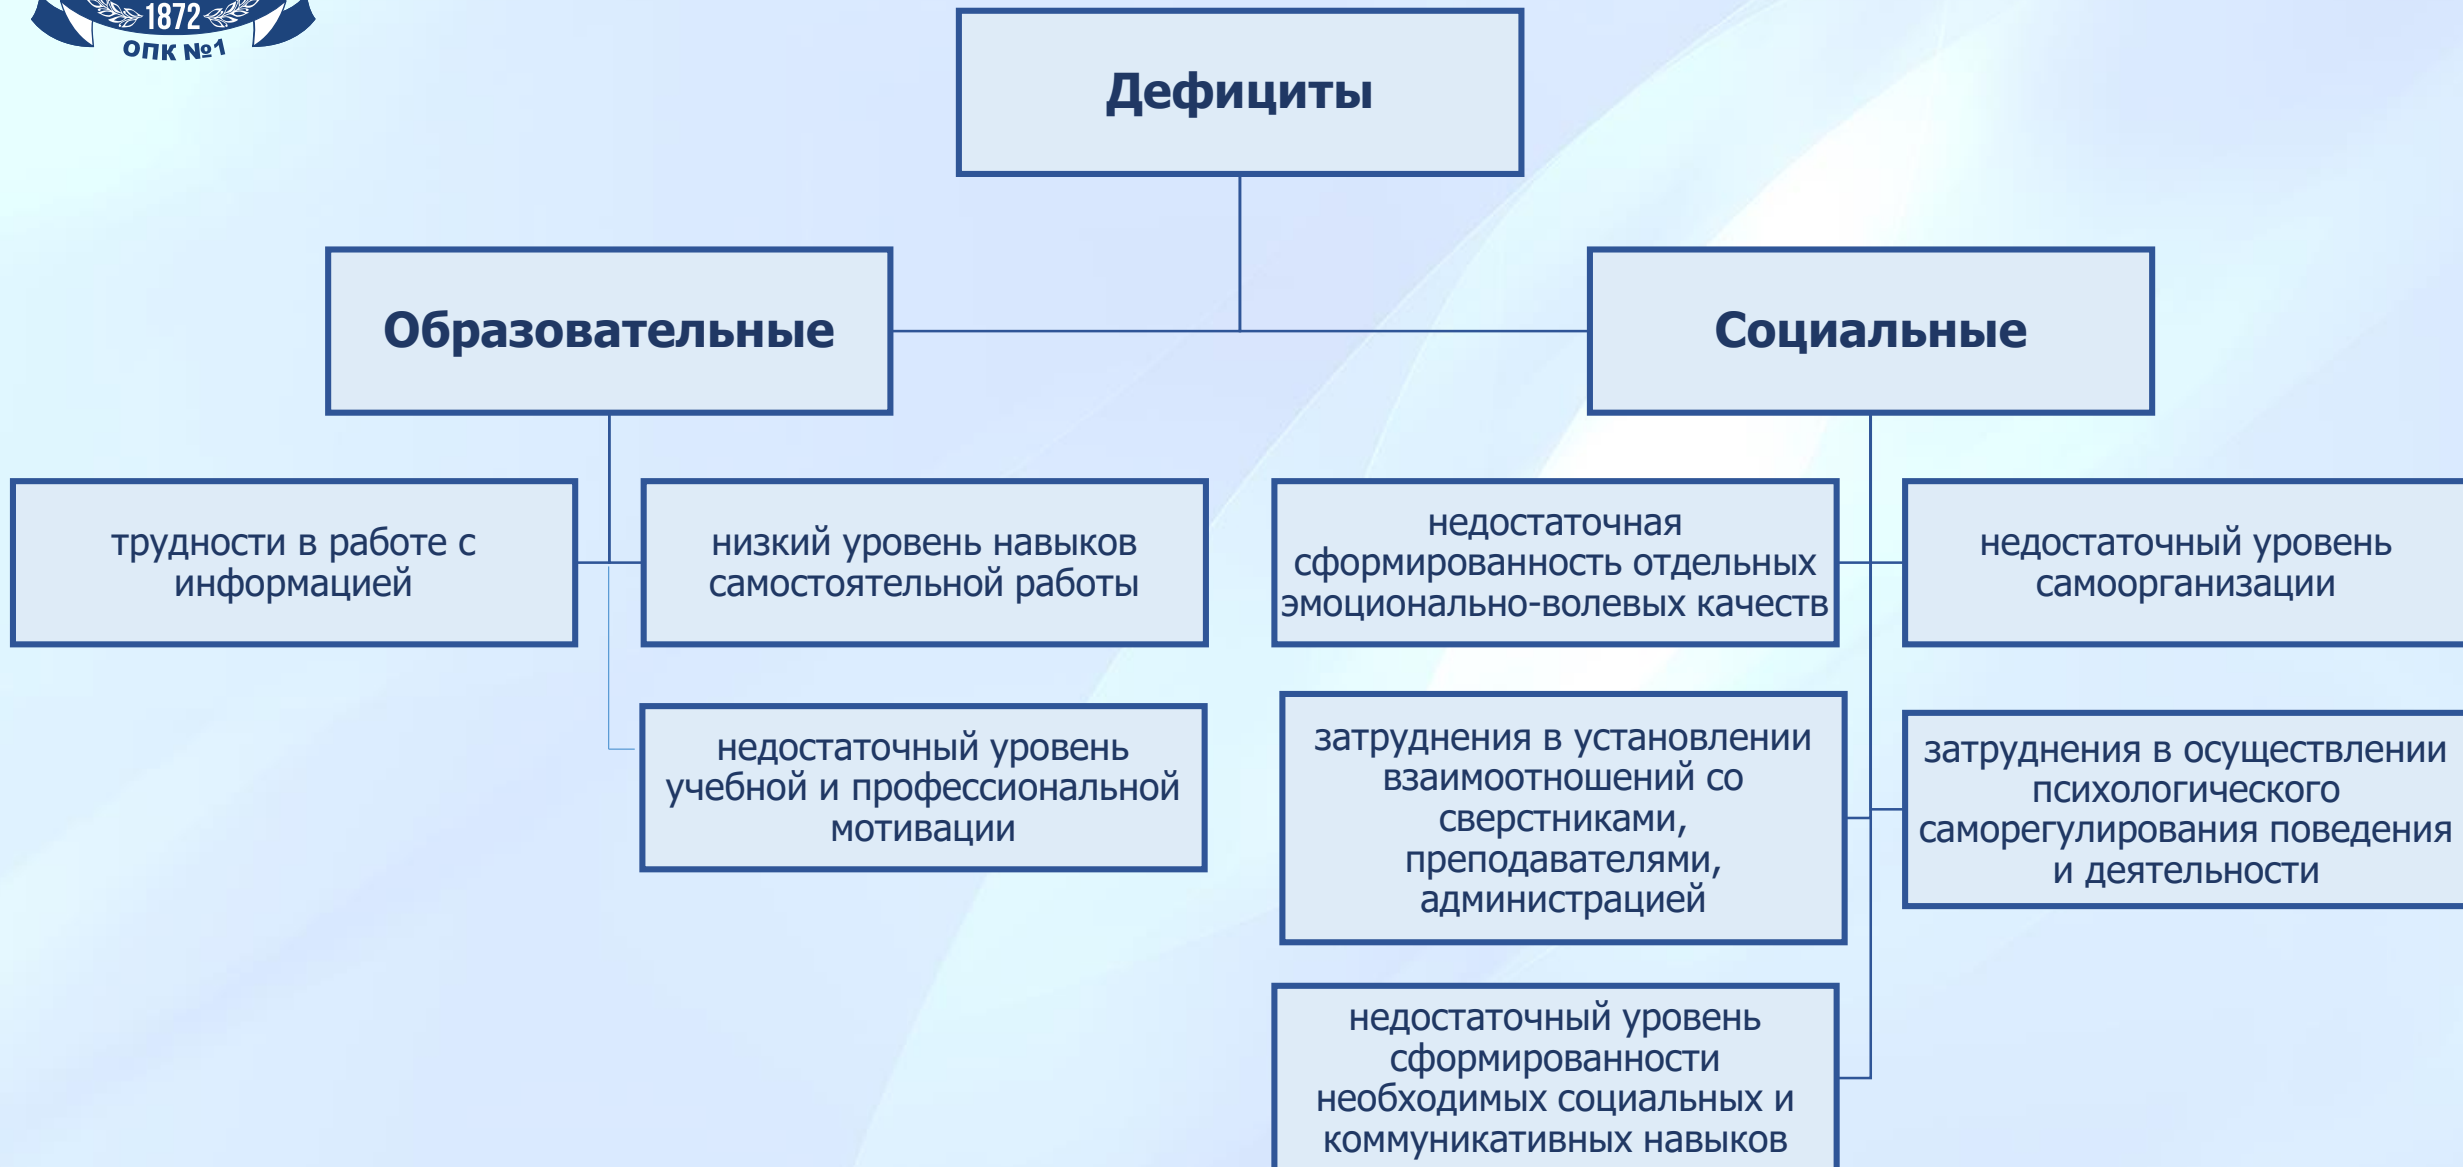 1872
ОПК №1
Дефициты
Образовательные
Социальные
трудности в работе с
информацией
низкий уровень навыков
самостоятельной работы
недостаточный уровень
учебной и профессиональной
мотивации
недостаточная
сформированность отдельных
эмоционально-волевых качеств
недостаточный уровень
самоорганизации
затруднения в установлении
взаимоотношений со
сверстниками,
преподавателями,
администрацией
затруднения в осуществлении
психологического
саморегулирования поведения
и деятельности
недостаточный уровень
сформированности
необходимых социальных и
коммуникативных навыков